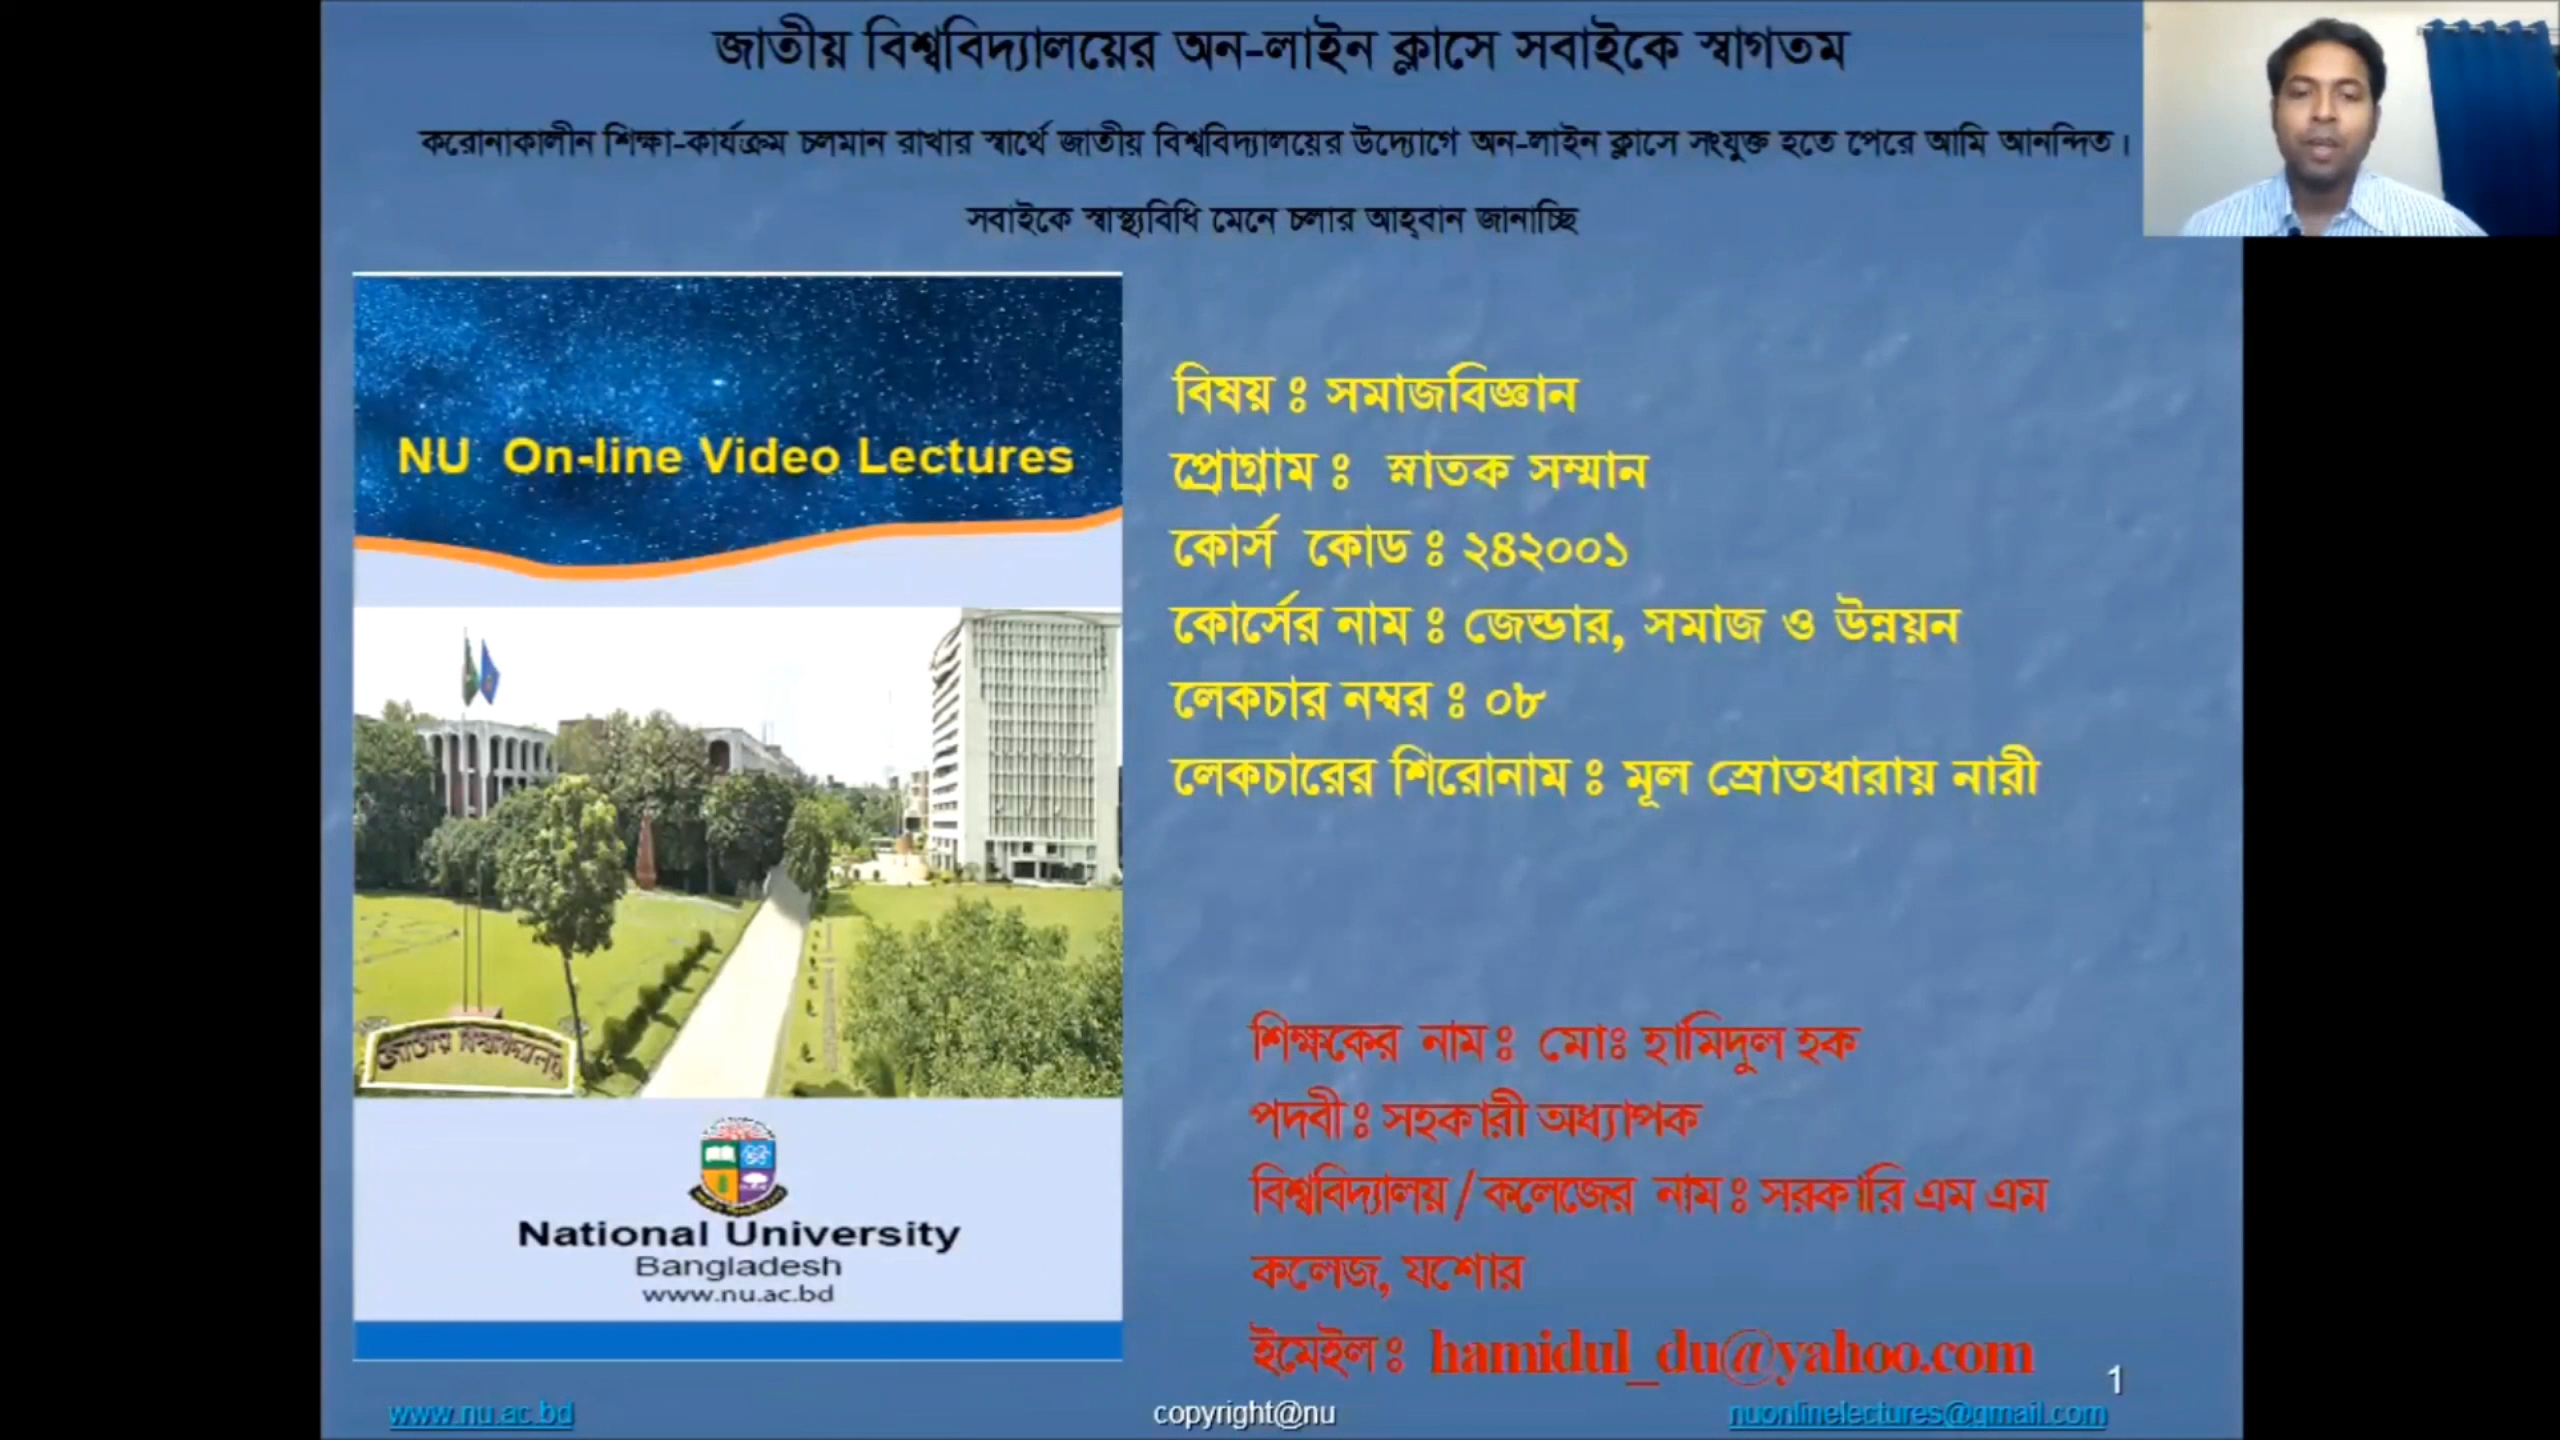 জাতীয় বিশ্ববিদ্যালয়ের অন-লাইন ক্লাসে সবাইকে স্বাগতম
করোনাকালীন শিক্ষা-কার্যক্রম চলমান রাখার স্বার্থে জাতীয় বিশ্ববিদ্যালয়ের উদ্যোগে অন-লাইন ক্লাসে সংযুক্ত হতে পেরে আমি আনন্দিত।
সবাইকে স্বাস্থ্যবিধি মেনে চলার আহ্বান জানাচ্ছি
NU On-line Video Lectures
জাতীয় বিশ্ববিদ্যালয়
National University
Bangladesh
www.nu.ac.bd
বিষয় ঃ সমাজবিজ্ঞান
প্রোগ্রাম ঃ স্নাতক সম্মান
কোর্স কোড ঃ ২৪২০০১
কোর্সের নাম ঃ জেন্ডার, সমাজ ও উন্নয়ন
লেকচার নম্বর ঃ ০৮
লেকচারের শিরোনাম ঃ মূল স্রোতধারায় নারী
শিক্ষকের নাম ঃ মোঃ হামিদুল হক
পদবী ঃ সহকারী অধ্যাপক
বিশ্ববিদ্যালয় / কলেজের নাম ঃ সরকারি এম এম
কলেজ, যশোর
ইমেইল ঃ hamidul_du@yahoo.com
1
www.nu.ac.bd
copyright@nu
nuonlinelectures@gmail.com